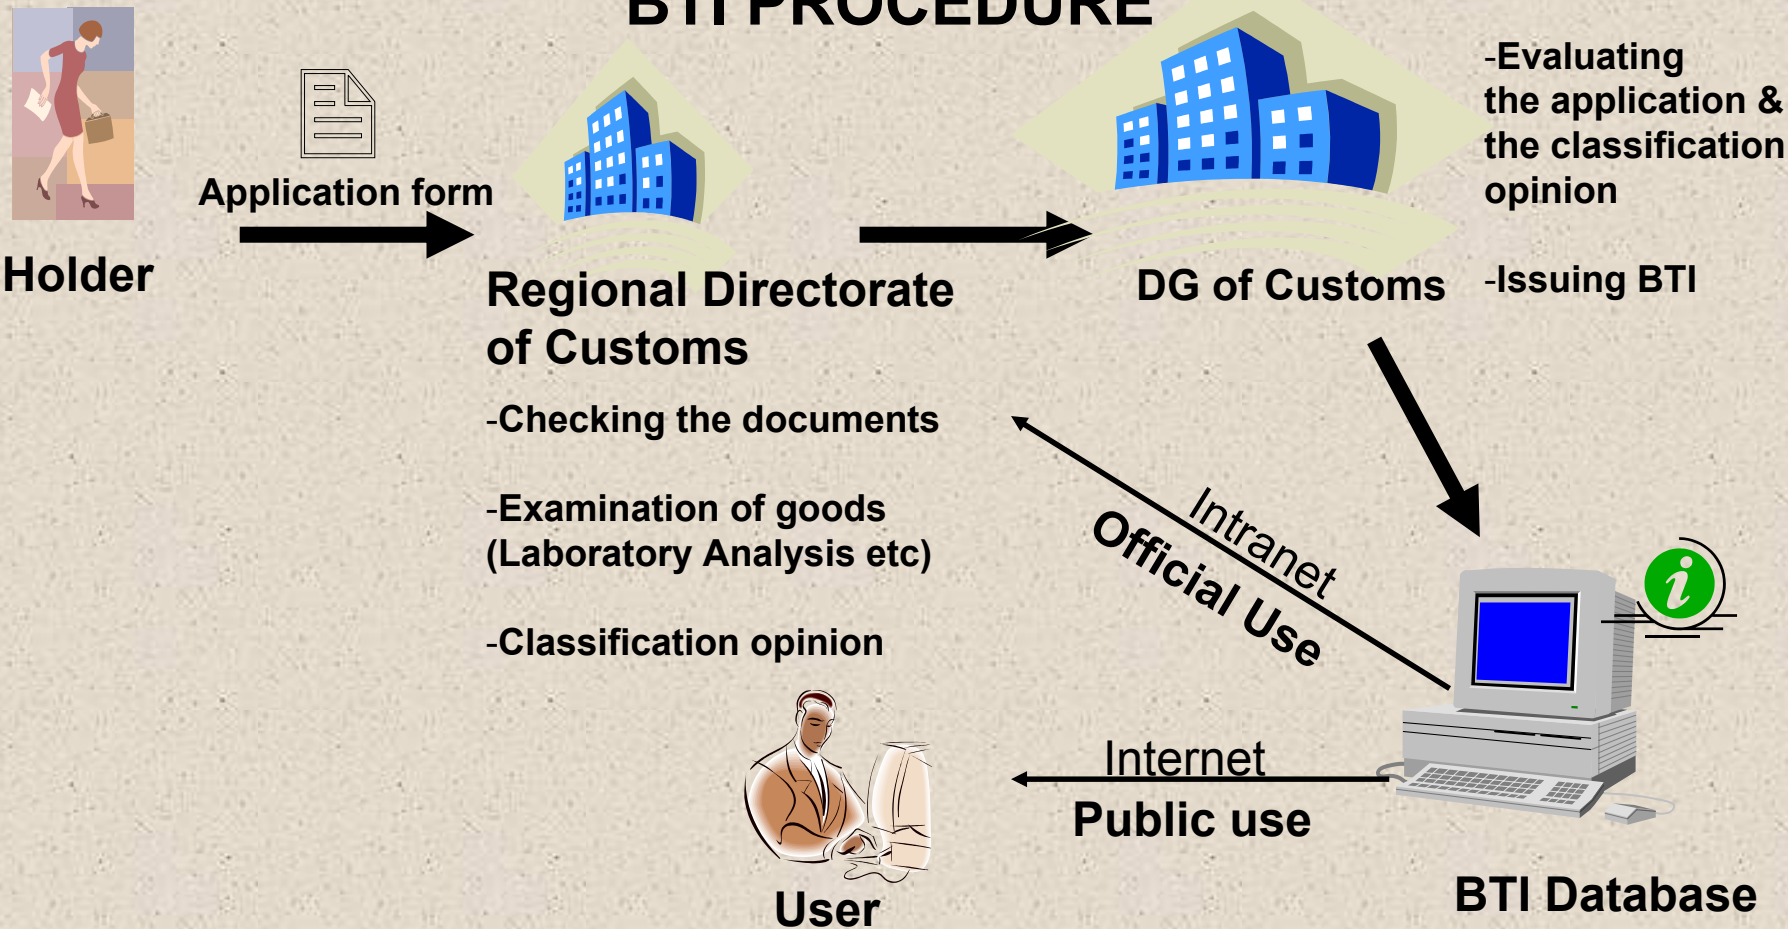 BTI PROCEDURE
Application form
Holder
Regional Directorate
of Customs
-Checking the documents
-Examination of goods
(Laboratory Analysis etc)
-Classification opinion
DG of Customs
-Evaluating
the application &
the classification
opinion
-Issuing BTI
Intranet
Official Use
Internet
Public use
User
BTI Database